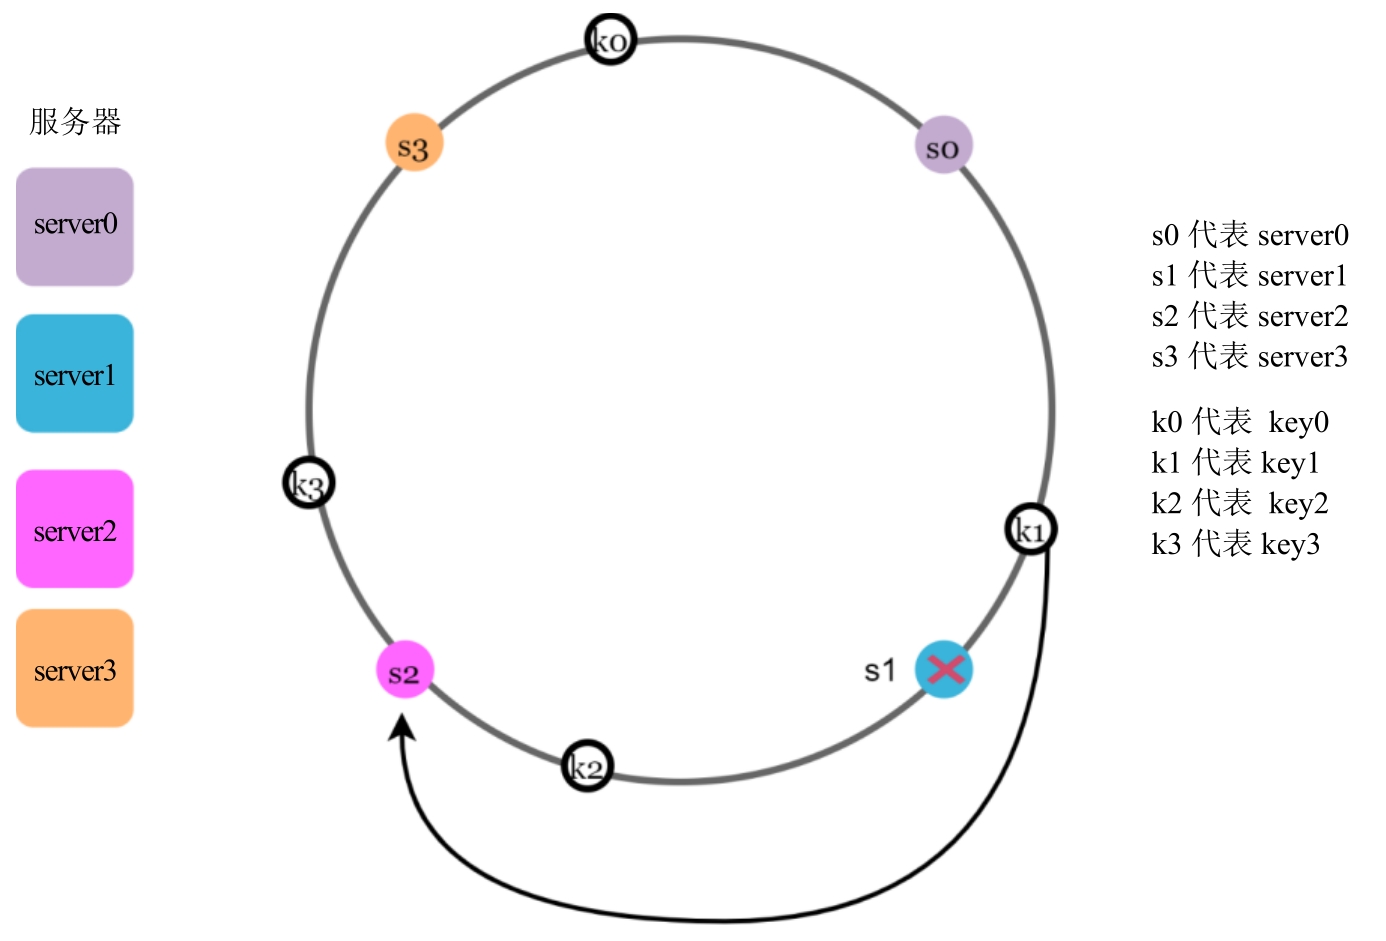 服务器
server0
server1
server2
server3
k0
s3
s0
k3
k1
s2
s1
k2
s0 代表 server0
s1 代表 server1
s2 代表 server2
s3 代表 server3
k0 代表 key0
k1 代表 key1
k2 代表 key2
k3 代表 key3